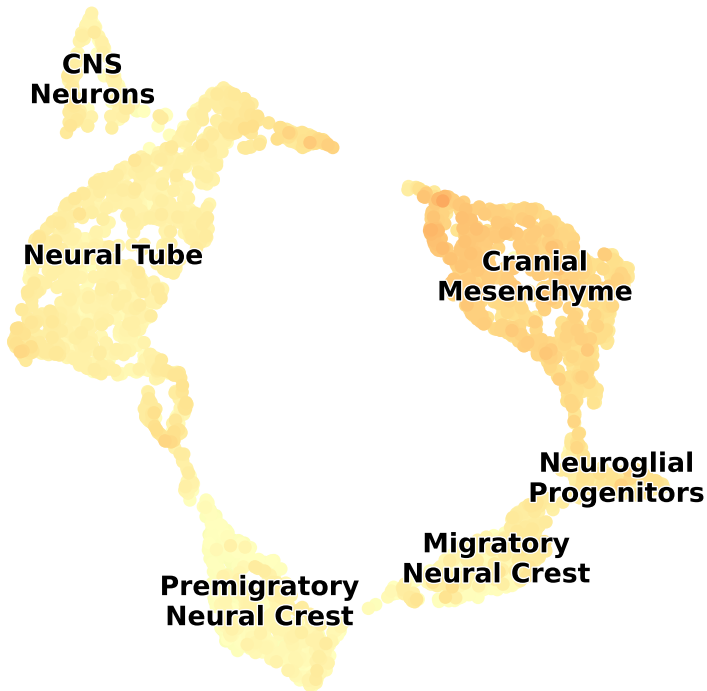 CNS
Neurons
Neural Tube
Cranial
Mesenchyme
Neuroglial
Progenitors
Migratory
Neural Crest
Premigratory
Neural Crest